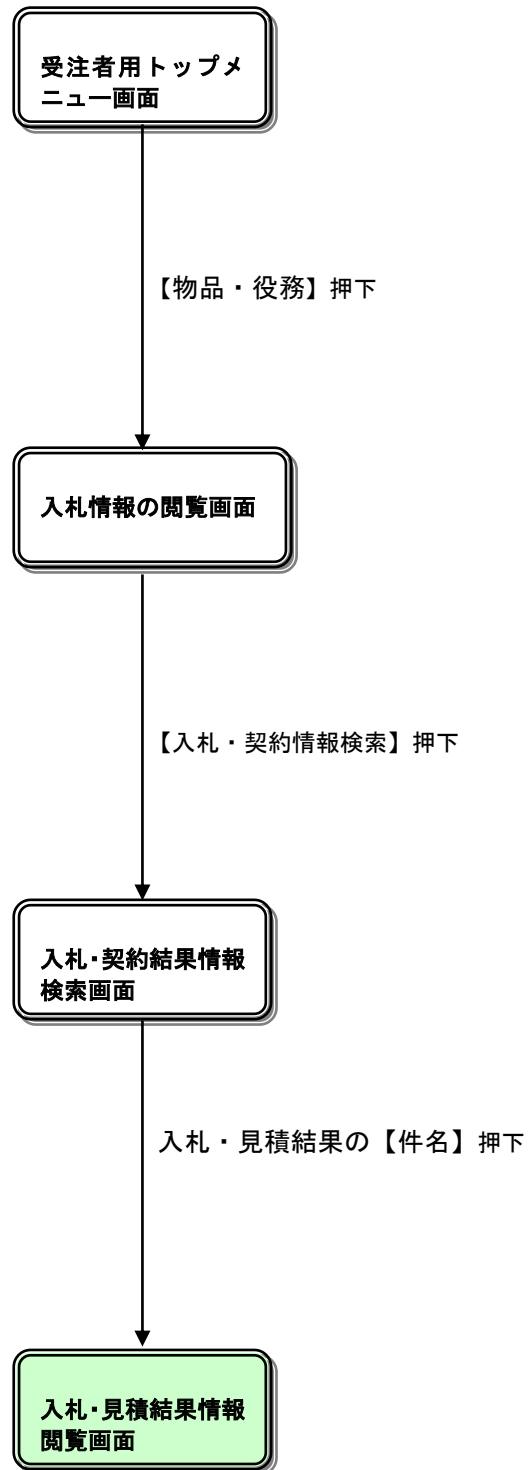 受注者用トップメ
ニュー画面
【物品・役務】押下
入札情報の閲覧画面
【入札・契約情報検索】押下
入札・契約結果情報
検索画面
入札・見積結果の【件名】押下
入札・見積結果情報
閲覧画面